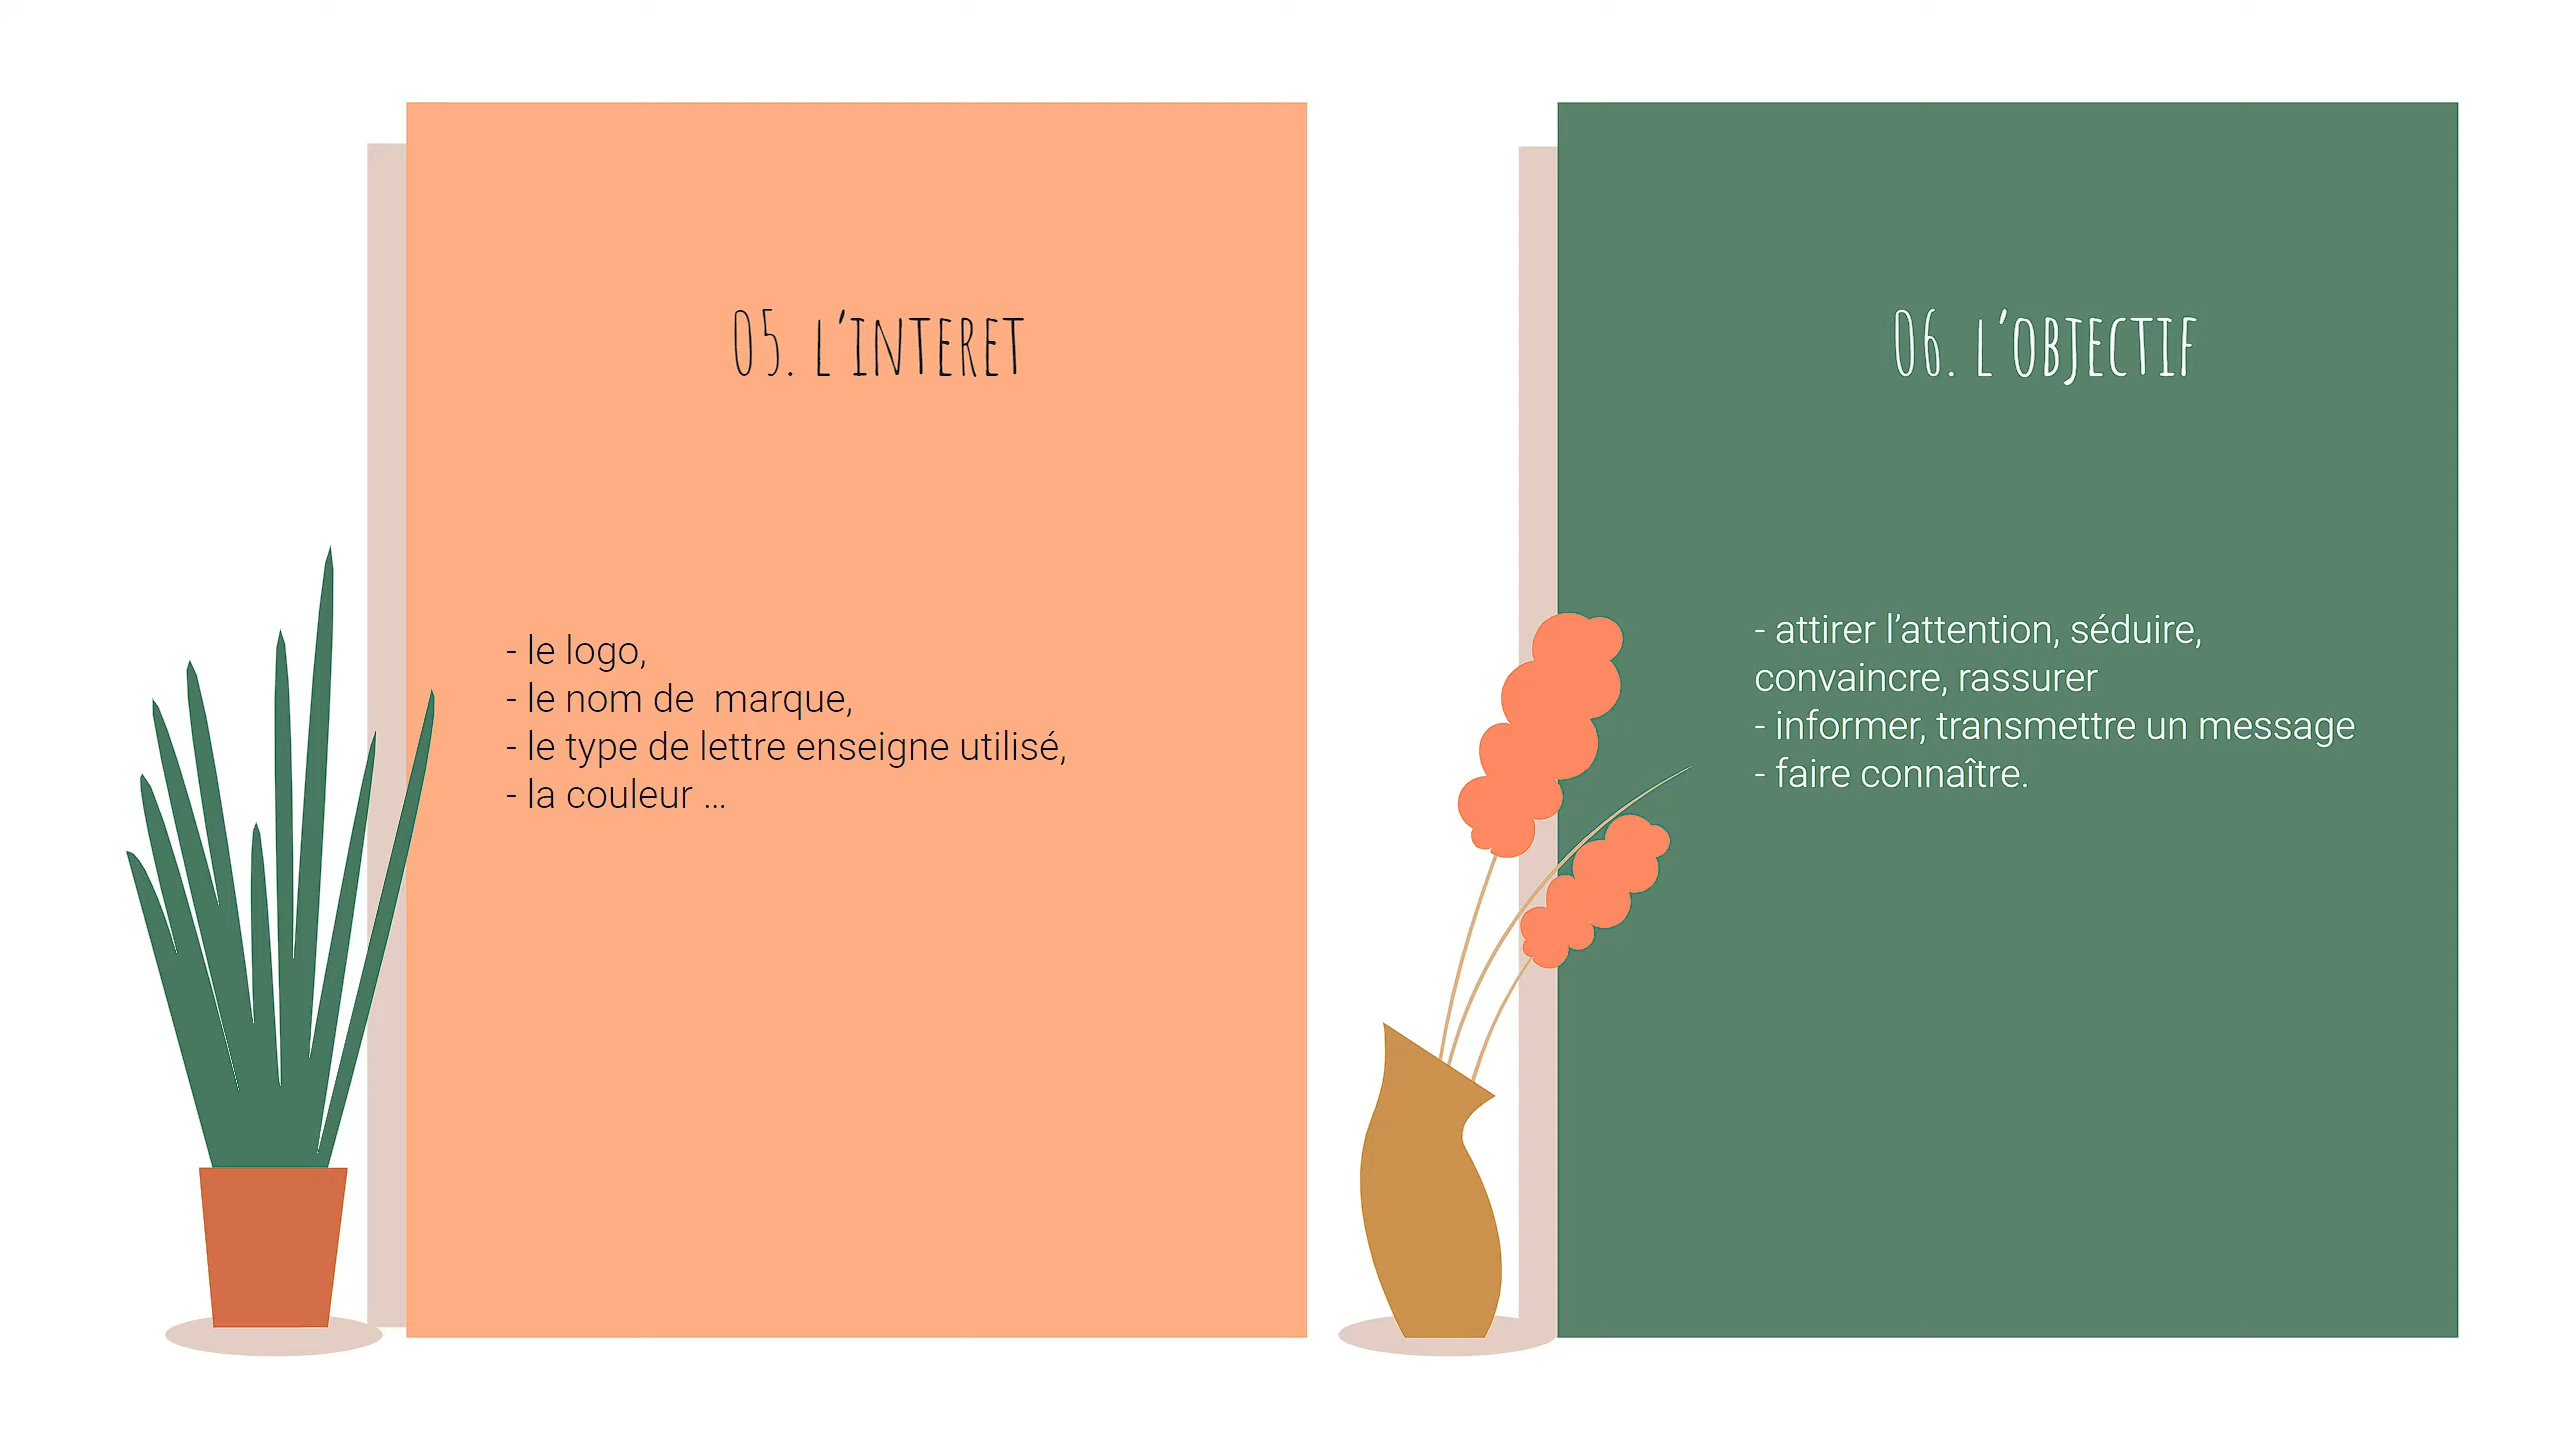 05. L’INTERET
- le logo,
- le nom de  marque,
- le type de lettre enseigne utilisé,
- la couleur ...
06. L’OBJECTIF
- attirer l’attention, séduire,
convaincre, rassurer
- informer, transmettre un message
- faire connaître.